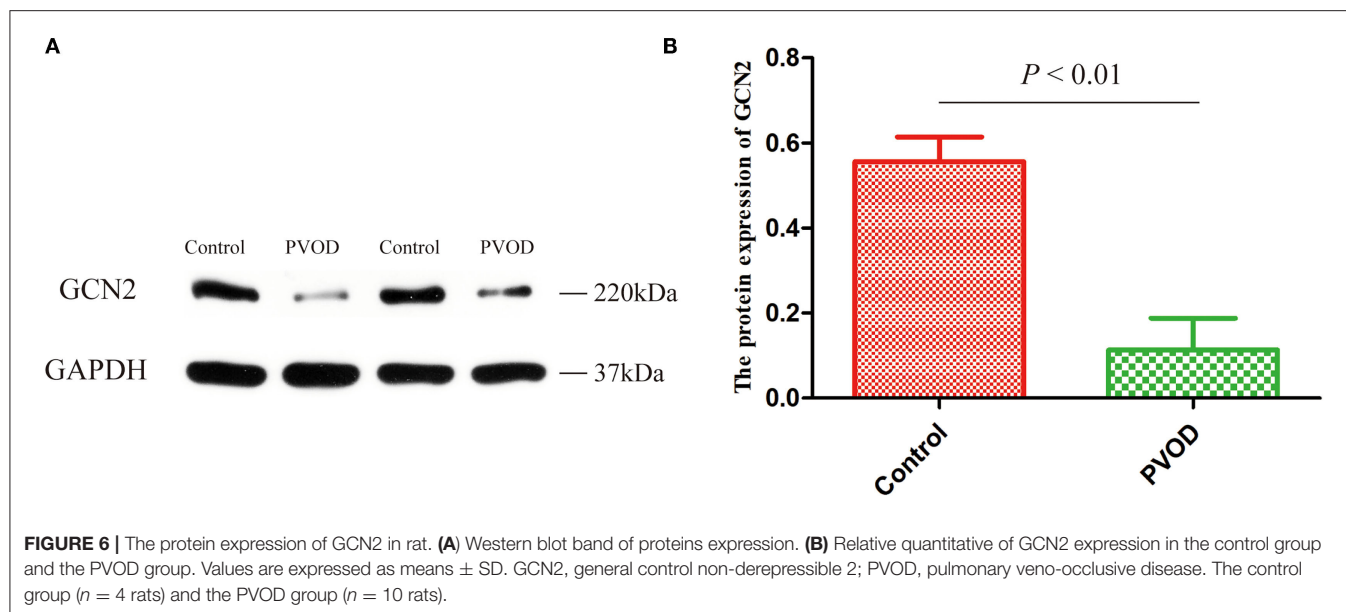 A
Control PVOD Control PVOD
GCN2 — 220kDa
GAPDH — 37kDa
B
The protein expression of GCN2
0.8
0.6
0.4
0.2
0.0
P < 0.01
Control
PVOD
FIGURE 6 | The protein expression of GCN2 in rat. (A) Western blot band of proteins expression. (B) Relative quantitative of GCN2 expression in the control group
and the PVOD group. Values are expressed as means ± SD. GCN2, general control non-derepressible 2; PVOD, pulmonary veno-occlusive disease. The control
group (n = 4 rats) and the PVOD group (n = 10 rats).